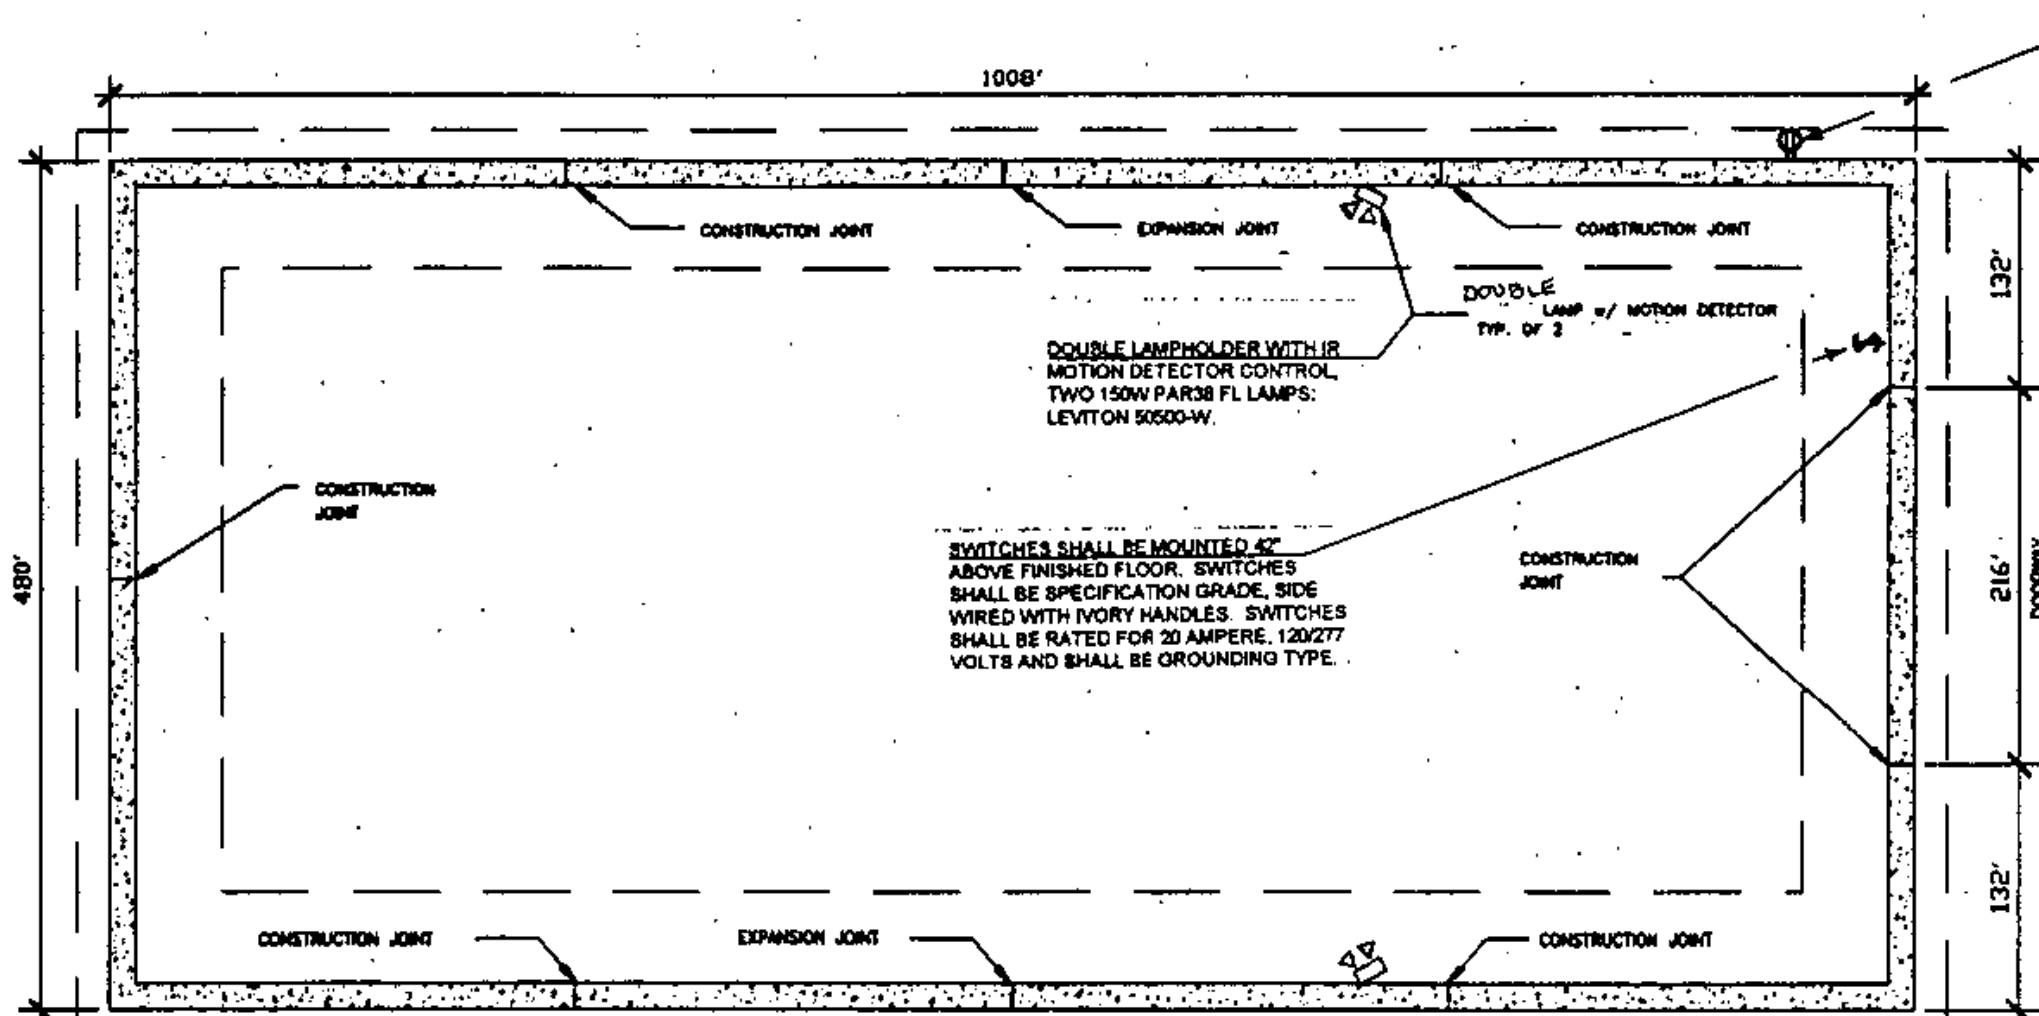 1008'
CONSTRUCTION JOINT
EXPANSION JOINT
CONSTRUCTION JOINT
132'
DOUBLE
LAMP w/ MOTION DETECTOR
TYP. OF 2
DOUBLE LAMPHOLDER WITH IR
MOTION DETECTOR CONTROL,
TWO 150W PAR38 FL LAMPS:
LEVITON 50500-W.
CONSTRUCTION
JOINT
480'
SWITCHES SHALL BE MOUNTED 42"
ABOVE FINISHED FLOOR. SWITCHES
SHALL BE SPECIFICATION GRADE, SIDE
WIRED WITH IVORY HANDLES. SWITCHES
SHALL BE RATED FOR 20 AMPERE, 120/277
VOLTS AND SHALL BE GROUNDING TYPE.
CONSTRUCTION
JOINT
216'
132'
CONSTRUCTION JOINT
EXPANSION JOINT
CONSTRUCTION JOINT